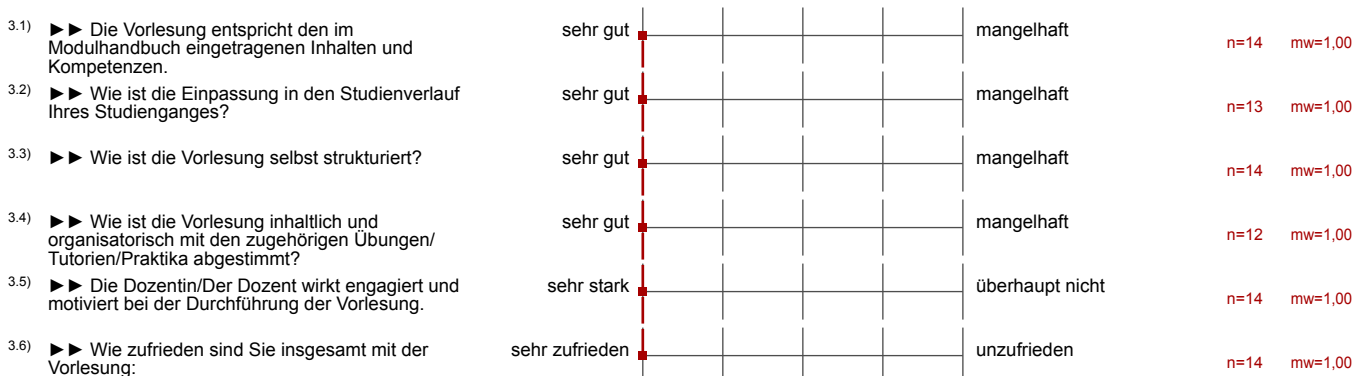 3.1) ►► Die Vorlesung entspricht den im
Modulhandbuch eingetragenen Inhalten und
Kompetenzen.
sehr gut
mangelhaft
n=14 mw=1,00
3.2) ►► Wie ist die Einpassung in den Studienverlauf
Ihres Studienganges?
sehr gut
mangelhaft
n=13 mw=1,00
3.3) ►► Wie ist die Vorlesung selbst strukturiert?
sehr gut
mangelhaft
n=14 mw=1,00
3.4) ►► Wie ist die Vorlesung inhaltlich und
organisatorisch mit den zugehörigen Übungen/
Tutorien/Praktika abgestimmt?
sehr gut
mangelhaft
n=12 mw=1,00
3.5) ►► Die Dozentin/Der Dozent wirkt engagiert und
motiviert bei der Durchführung der Vorlesung.
sehr stark
überhaupt nicht
n=14 mw=1,00
3.6) ►► Wie zufrieden sind Sie insgesamt mit der
Vorlesung:
sehr zufrieden
unzufrieden
n=14 mw=1,00